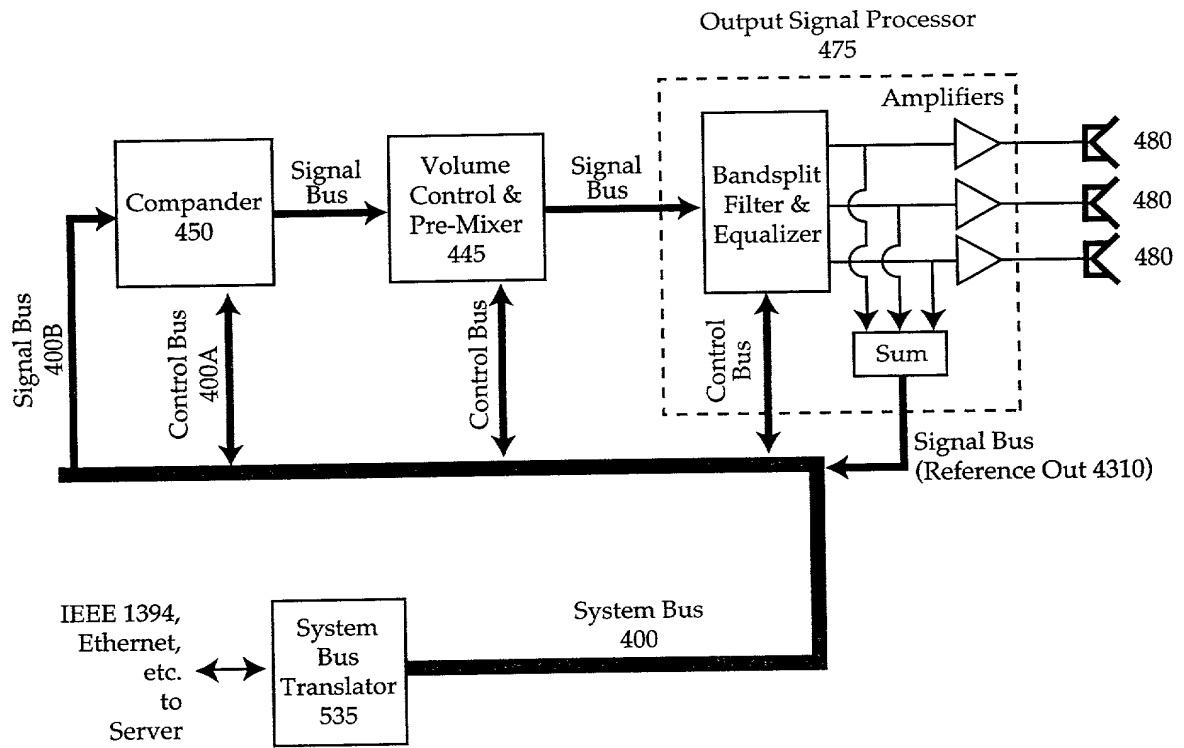 Output Signal Processor
475
Amplifiers
Compander
450
Signal
Bus
Volume
Control &
Pre-Mixer
445
Signal
Bus
Bandsplit
Filter &
Equalizer
480
480
480
Sum
Signal Bus
400B
Control Bus
400A
Control Bus
Control
Bus
Signal Bus
(Reference Out 4310)
IEEE 1394,
Ethernet,
etc.
to
Server
System
Bus
Translator
535
System Bus
400